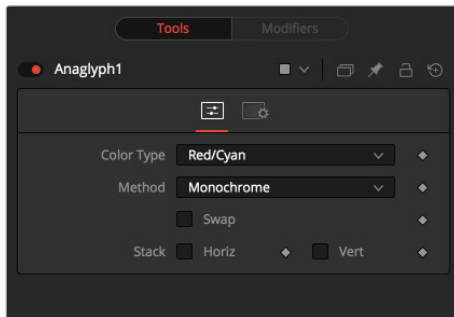 Tools Modifiers
Anaglyph1
Color Type Red/Cyan
Method Monochrome
Swap
Stack Horiz Vert